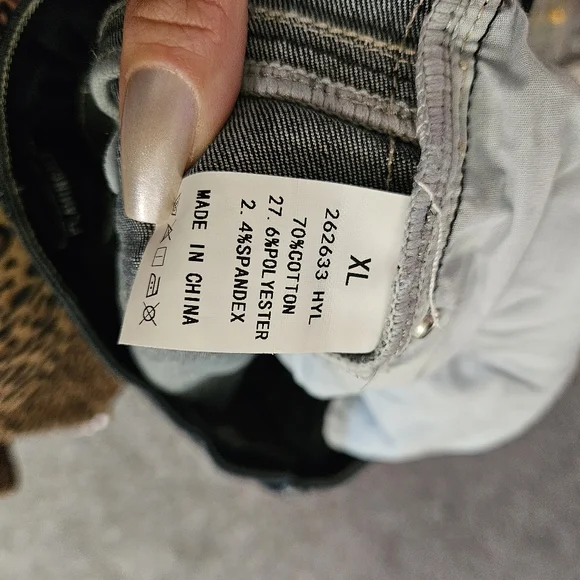 XL
262633 HYL
70%COTTON
27. 6%POLYESTER
2. 4%SPANDEX
MADE IN CHINA